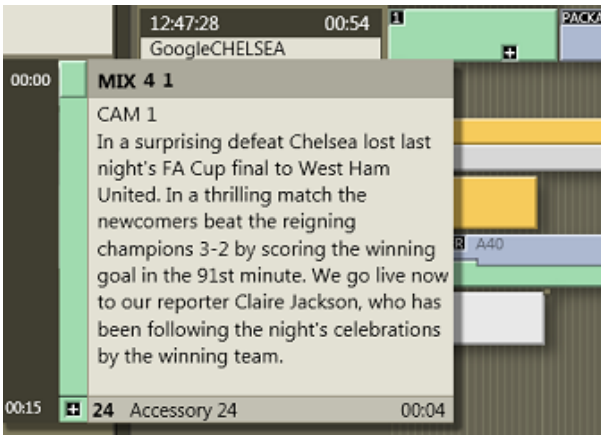 12:47:28 00:54
1
PACKA
GoogleCHELSEA
00:00
MIX 4 1
CAM 1
In a surprising defeat Chelsea lost last
night's FA Cup final to West Ham
United. In a thrilling match the
newcomers beat the reigning
champions 3-2 by scoring the winning
goal in the 91st minute. We go live now
to our reporter Claire Jackson, who has
been following the night's celebrations
by the winning team.
R A40
00:15
24 Accessory 24 00:04